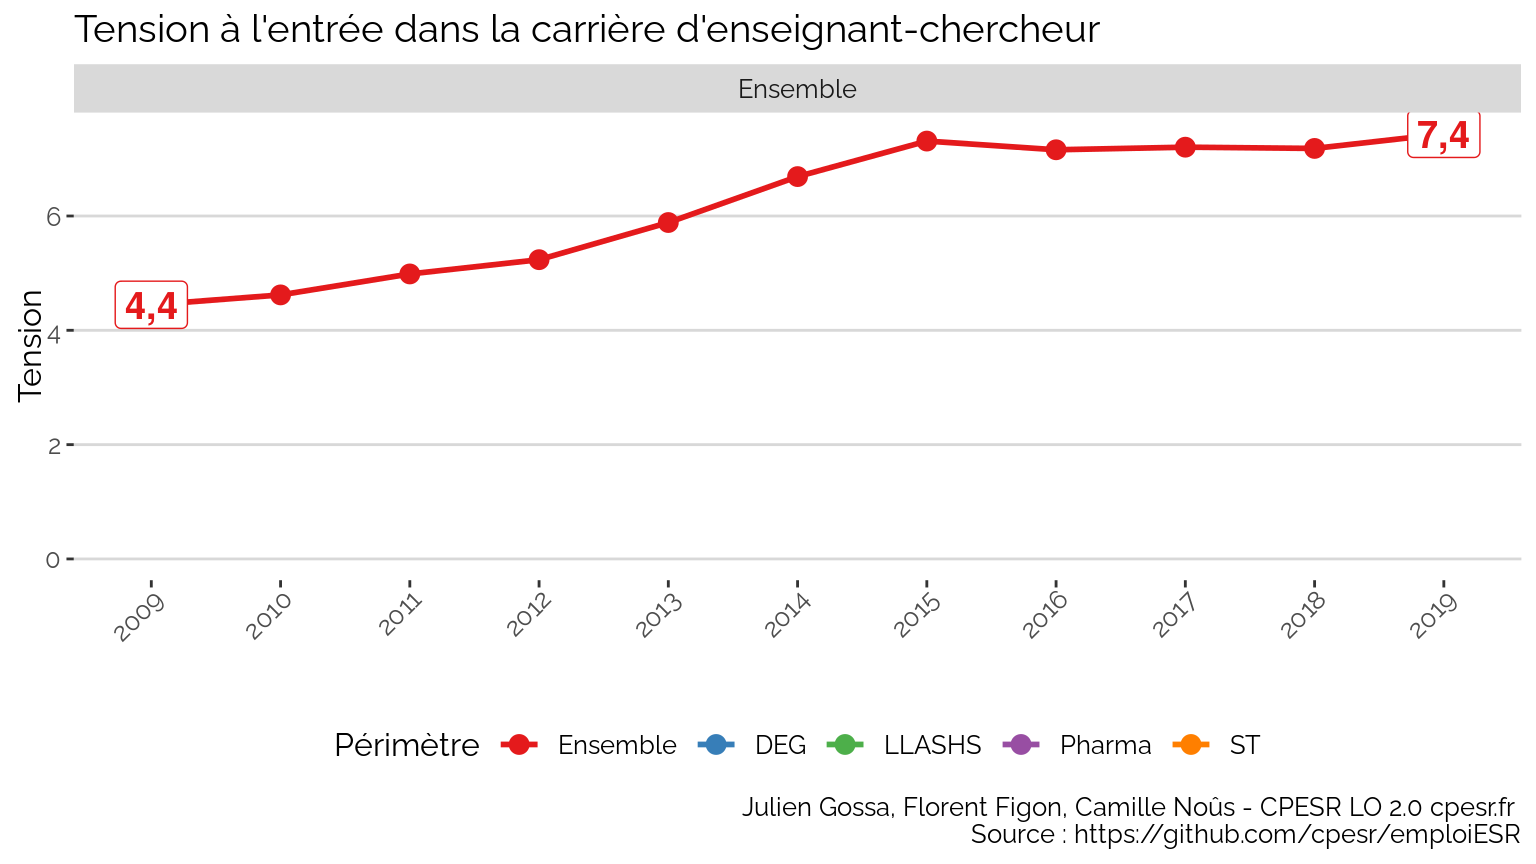 Tension à l'entrée dans la carrière d'enseignant-chercheur
Ensemble
7,4
6
4,4
4
2
0
Tension
2009 2010 2011 2012 2013 2014 2015 2016 2017 2018 2019
Périmètre Ensemble DEG LLASHS Pharma ST
Julien Gossa, Florent Figon, Camille Noûs - CPESR LO 2.0 cpesr.fr
Source : https://github.com/cpesr/emploiESR